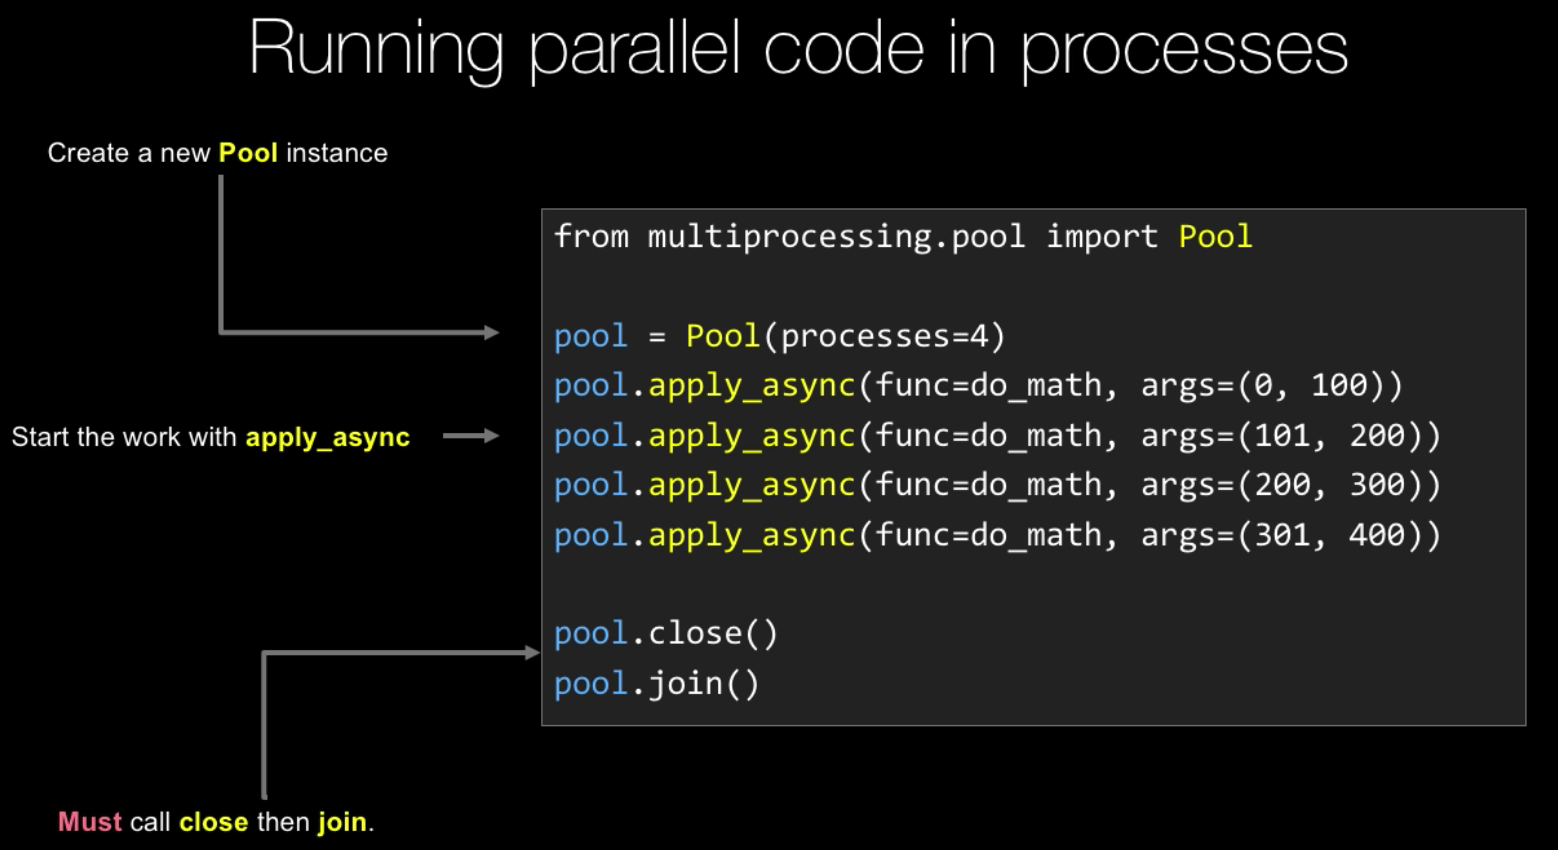 Running parallel code in processes
Create a new Pool instance
from multiprocessing.pool import Pool
pool = Pool(processes=4)
pool.apply_async(func=do_math, args=(0, 100))
Start the work with apply_async
pool.apply_async(func=do_math, args=(101, 200))
pool.apply_async(func=do_math, args=(200, 300))
pool.apply_async(func=do_math, args=(301, 400))
pool.close()
pool.join()
Must call close then join.